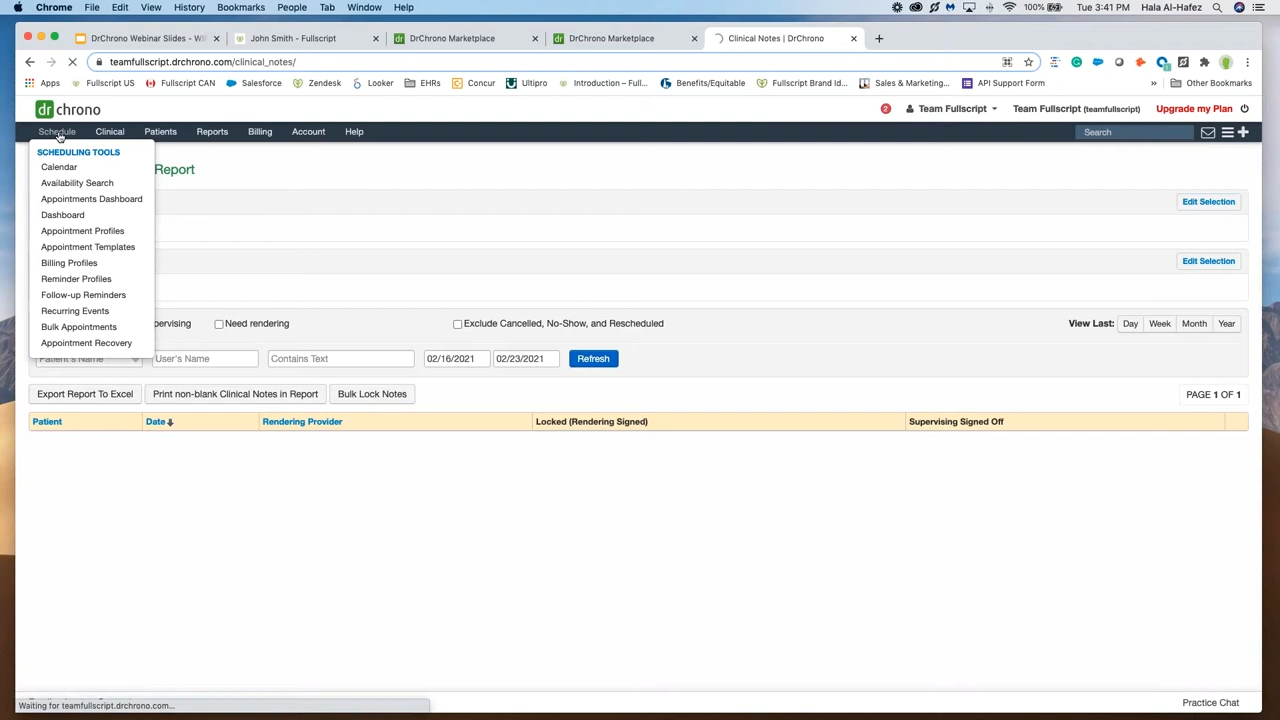 Chrome File Edit View History Bookmarks People Tab Window Help 100% Tue 3:41 PM Hala Al-Hafez
DrChrono Webinar Slides - WI
John Smith - Fullscript
DrChrono Marketplace
DrChrono Marketplace
Clinical Notes | DrChrono
teamfullscript.drchrono.com/clinical_notes/
Apps Fullscript US Fullscript CAN Salesforce Zendesk Looker EHRs Concur Ultipro Introduction – Full... Benefits/Equitable Fullscript Brand Id... Sales & Marketing... API Support Form » Other Bookmarks
dr chrono
2 Team Fullscript Team Fullscript (teamfullscript) Upgrade my Plan
Schedule Clinical Patients Reports Billing Account Help Search
SCHEDULING TOOLS
Calendar
Availability Search
Appointments Dashboard
Dashboard
Appointment Profiles
Appointment Templates
Billing Profiles
Reminder Profiles
Follow-up Reminders
Recurring Events
Bulk Appointments
Appointment Recovery
Report
Edit Selection
Edit Selection
pervising Need rendering Exclude Cancelled, No-Show, and Rescheduled View Last: Day Week Month Year
Patient's Name User's Name Contains Text 02/16/2021 02/23/2021 Refresh
Export Report To Excel Print non-blank Clinical Notes in Report Bulk Lock Notes PAGE 1 OF 1
Patient Date Rendering Provider Locked (Rendering Signed) Supervising Signed Off
Waiting for teamfullscript.drchrono.com...
Practice Chat